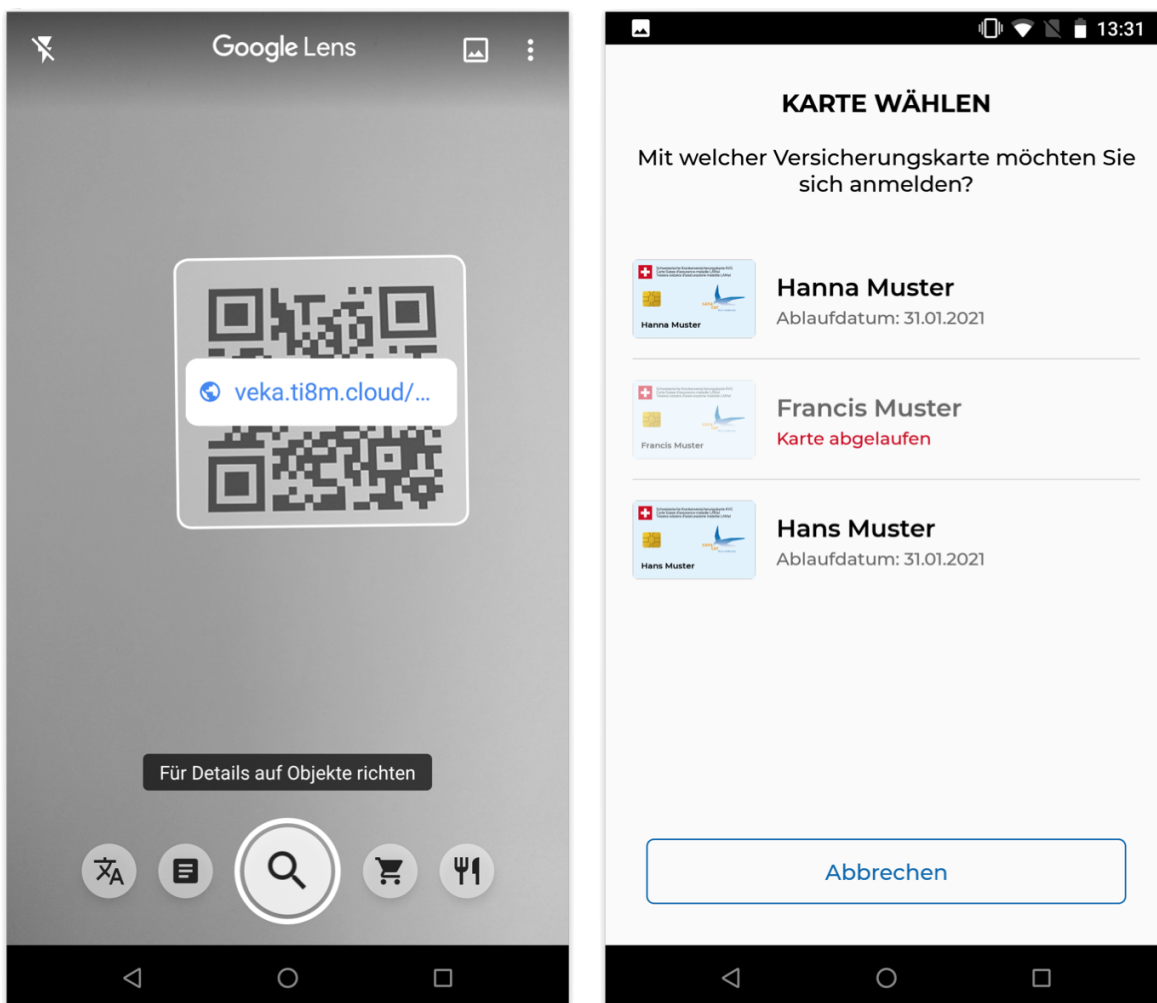 Google Lens
veka.ti8m.cloud/...
Für Details auf Objekte richten
13:31
KARTE WÄHLEN
Mit welcher Versicherungskarte möchten Sie
sich anmelden?
Hanna Muster
Hanna Muster
Ablaufdatum: 31.01.2021
Francis Muster
Francis Muster
Karte abgelaufen
Hans Muster
Hans Muster
Ablaufdatum: 31.01.2021
Abbrechen